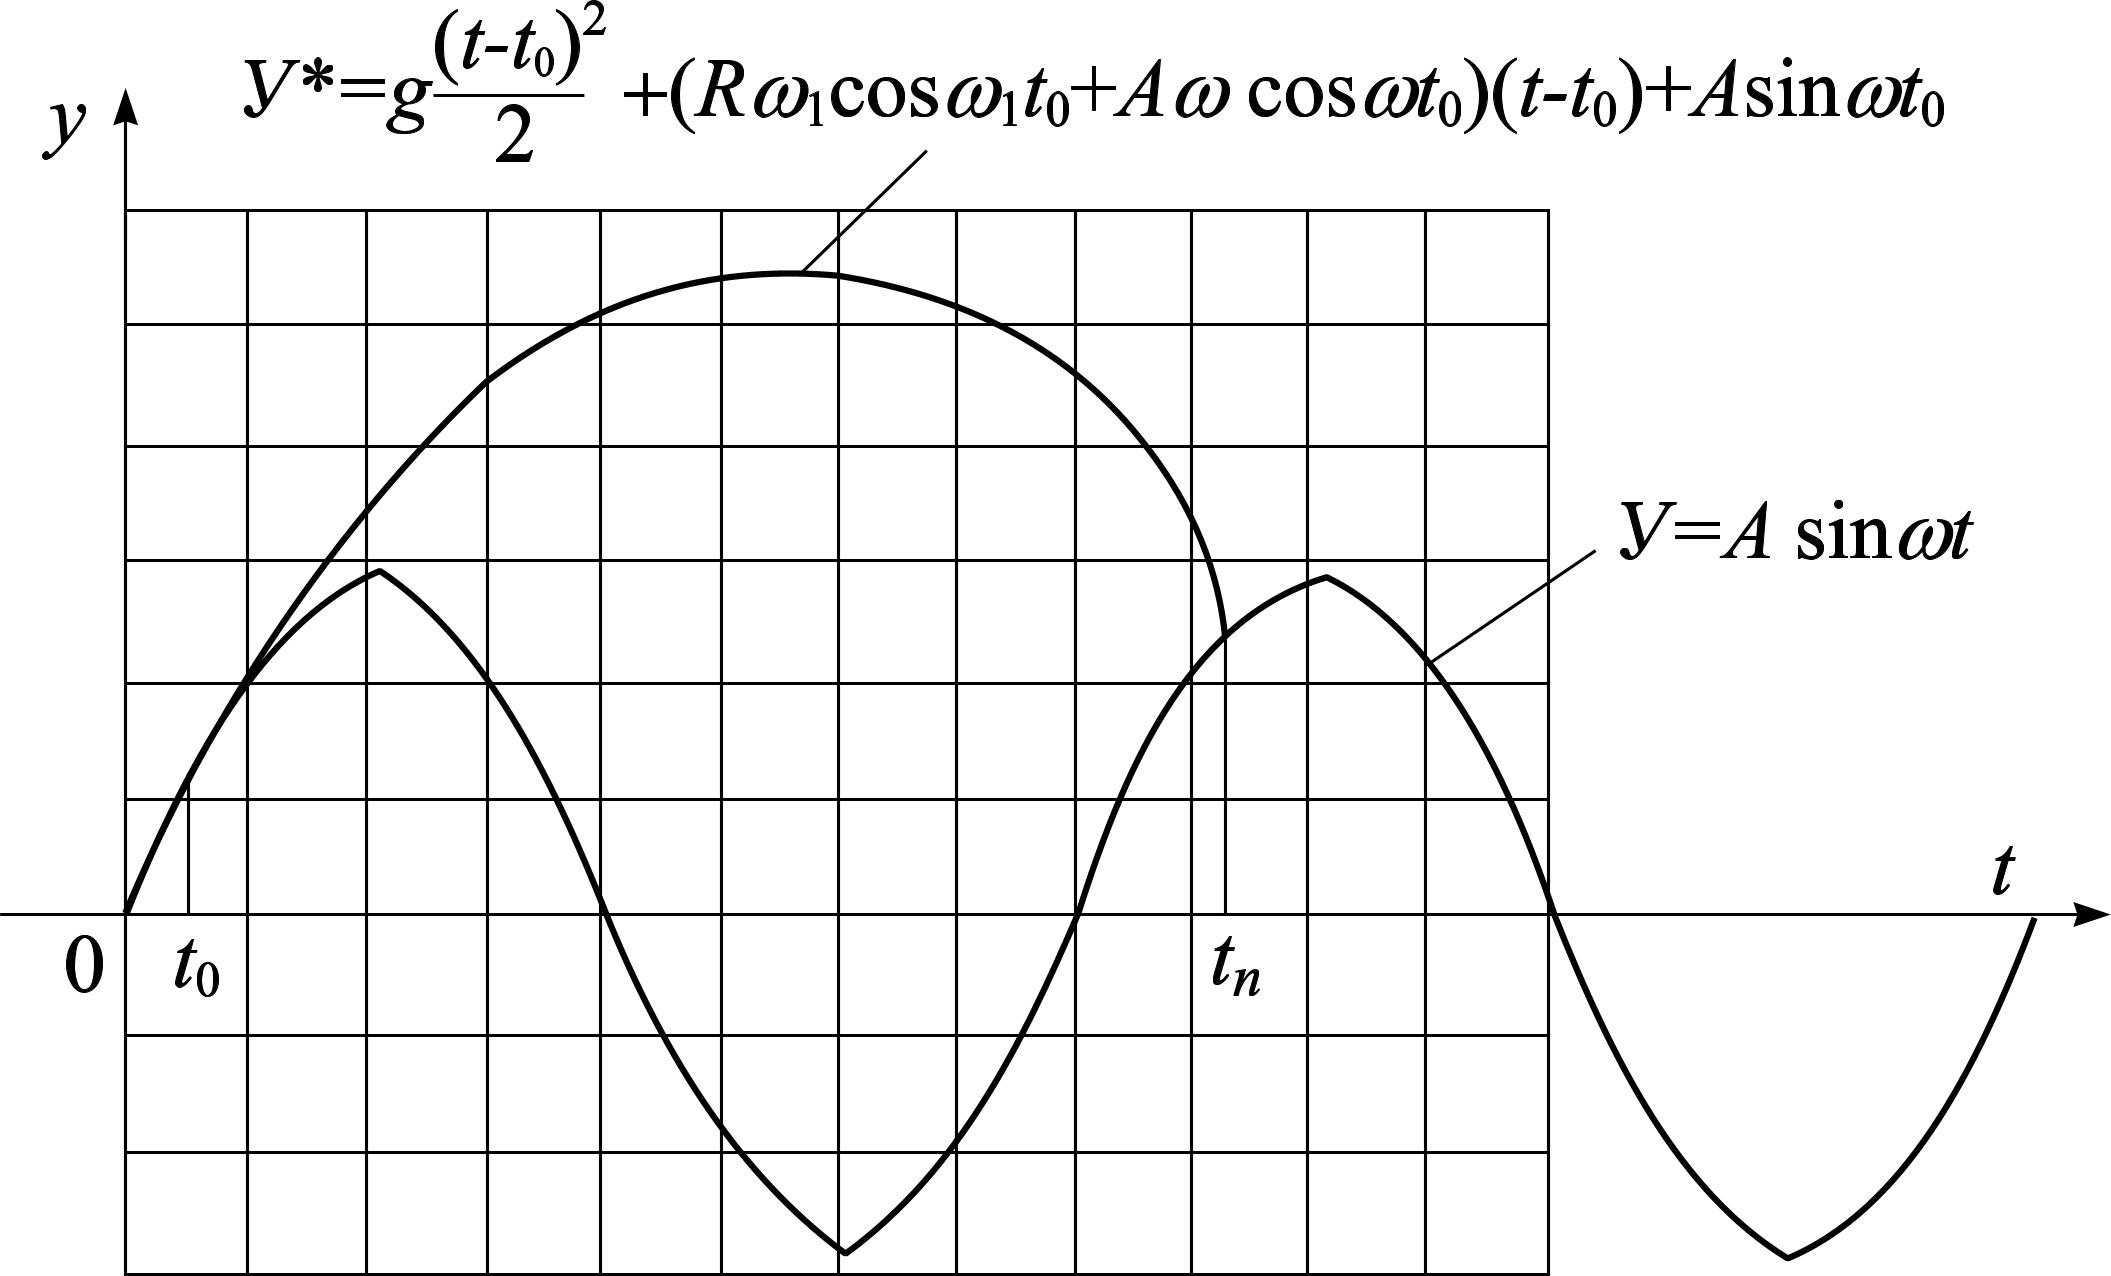 У*=g(t-t₀)²/2+(Rω₁cosω₁t₀+Aω cosωt₀)(t-t₀)+Asinωt₀
y
У=A sinωt
t
0 t₀ tₙ